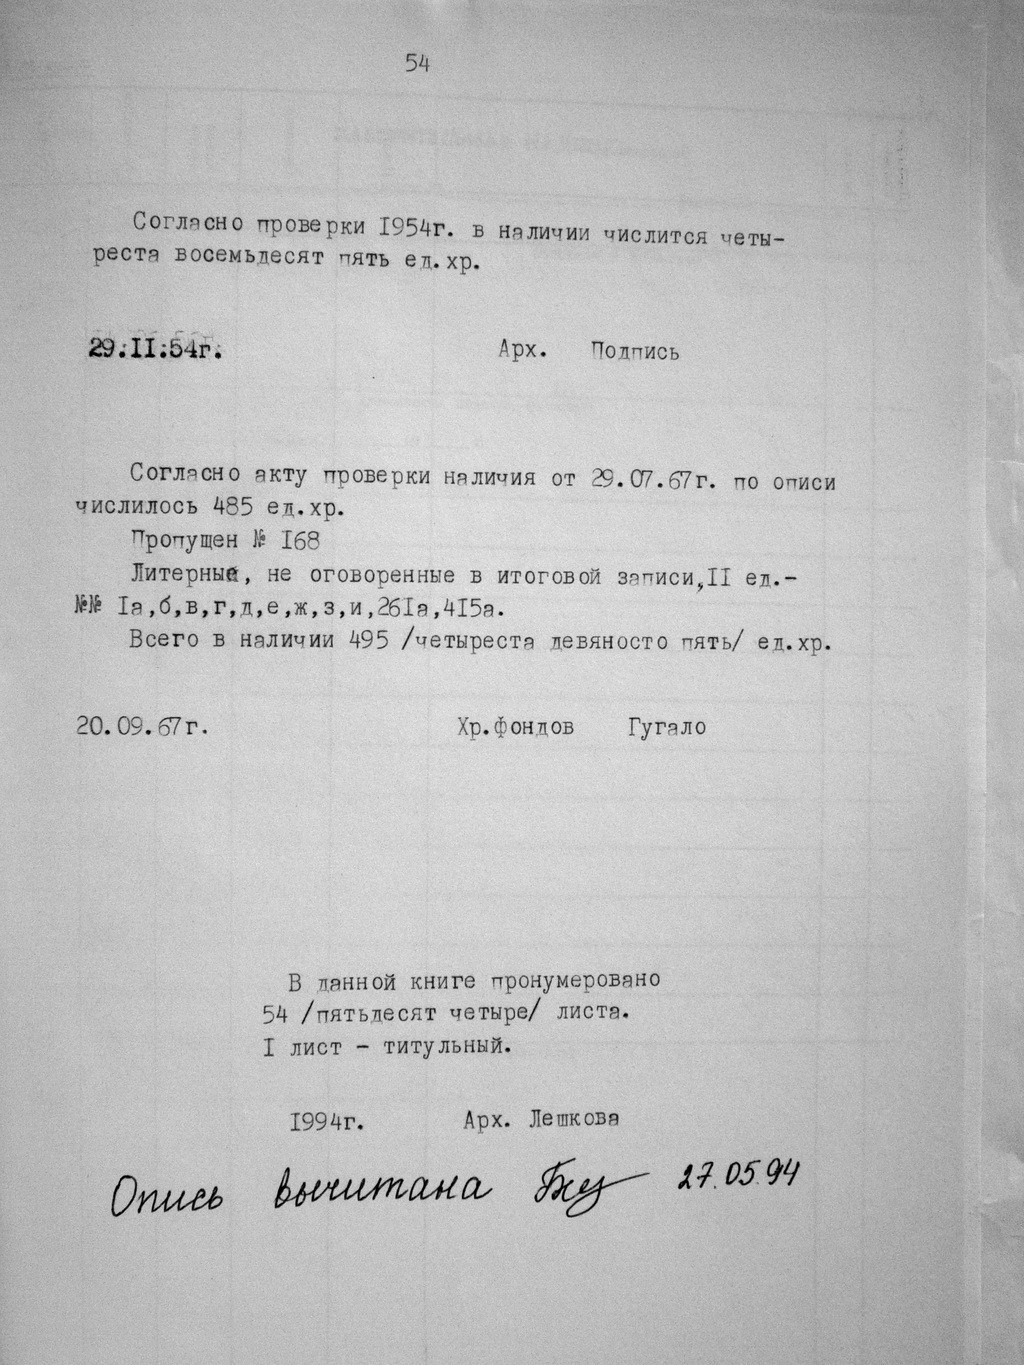 54
Согласно проверки 1954г. в наличии числится четы-
реста восемьдесят пять ед.хр.
29.II.54г. Арх. Подпись
Согласно акту проверки наличия от 29.07.67г. по описи
числилось 485 ед.хр.
Пропущен № I68
Литерные, не оговоренные в итоговой записи,II ед.-
№№ Iа,б,в,г,д,е,ж,з,и,26Iа,4I5а.
Всего в наличии 495 /четыреста девяносто пять/ ед.хр.
20.09.67г. Хр.фондов Гугало
В данной книге пронумеровано
54 /пятьдесят четыре/ листа.
I лист - титульный.
I994г. Арх. Лешкова
Опись вычитана 27.05.94